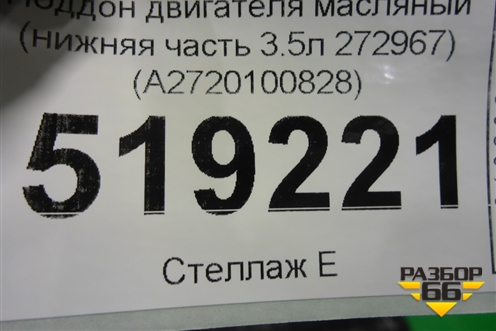 Поддон двигателя масляный
(нижняя часть 3.5л 272967)
(A2720100828)
519221
Стеллаж Е
РАЗБОР
66